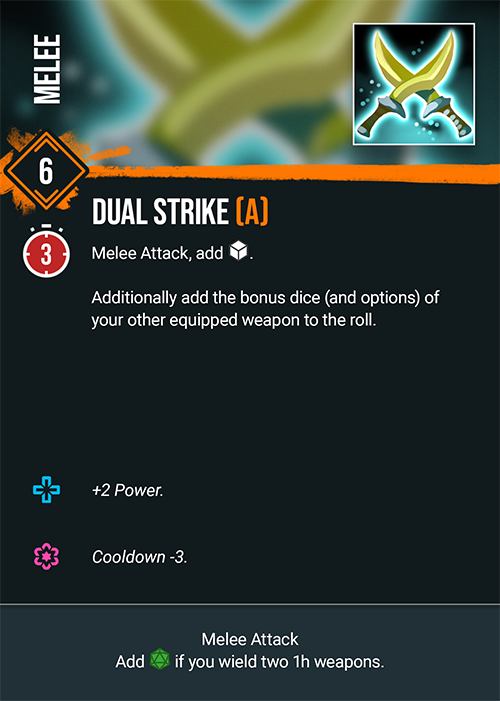 MELEE
6
DUAL STRIKE (A)
3
Melee Attack, add .
Additionally add the bonus dice (and options) of
your other equipped weapon to the roll.
+2 Power.
Cooldown -3.
Melee Attack
Add if you wield two 1h weapons.